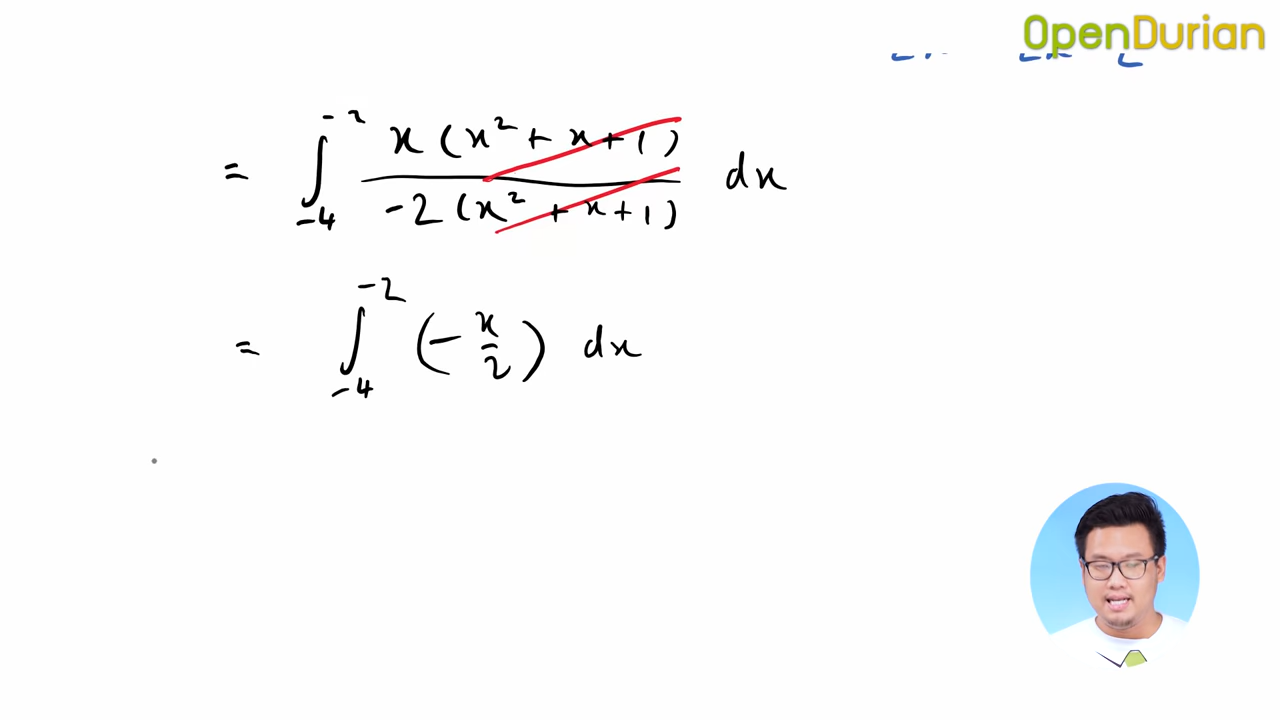 OpenDurian
= ∫_{-4}^{-2} x(x² + x + 1) / -2(x² + x + 1) dx
= ∫_{-4}^{-2} (- x/2) dx